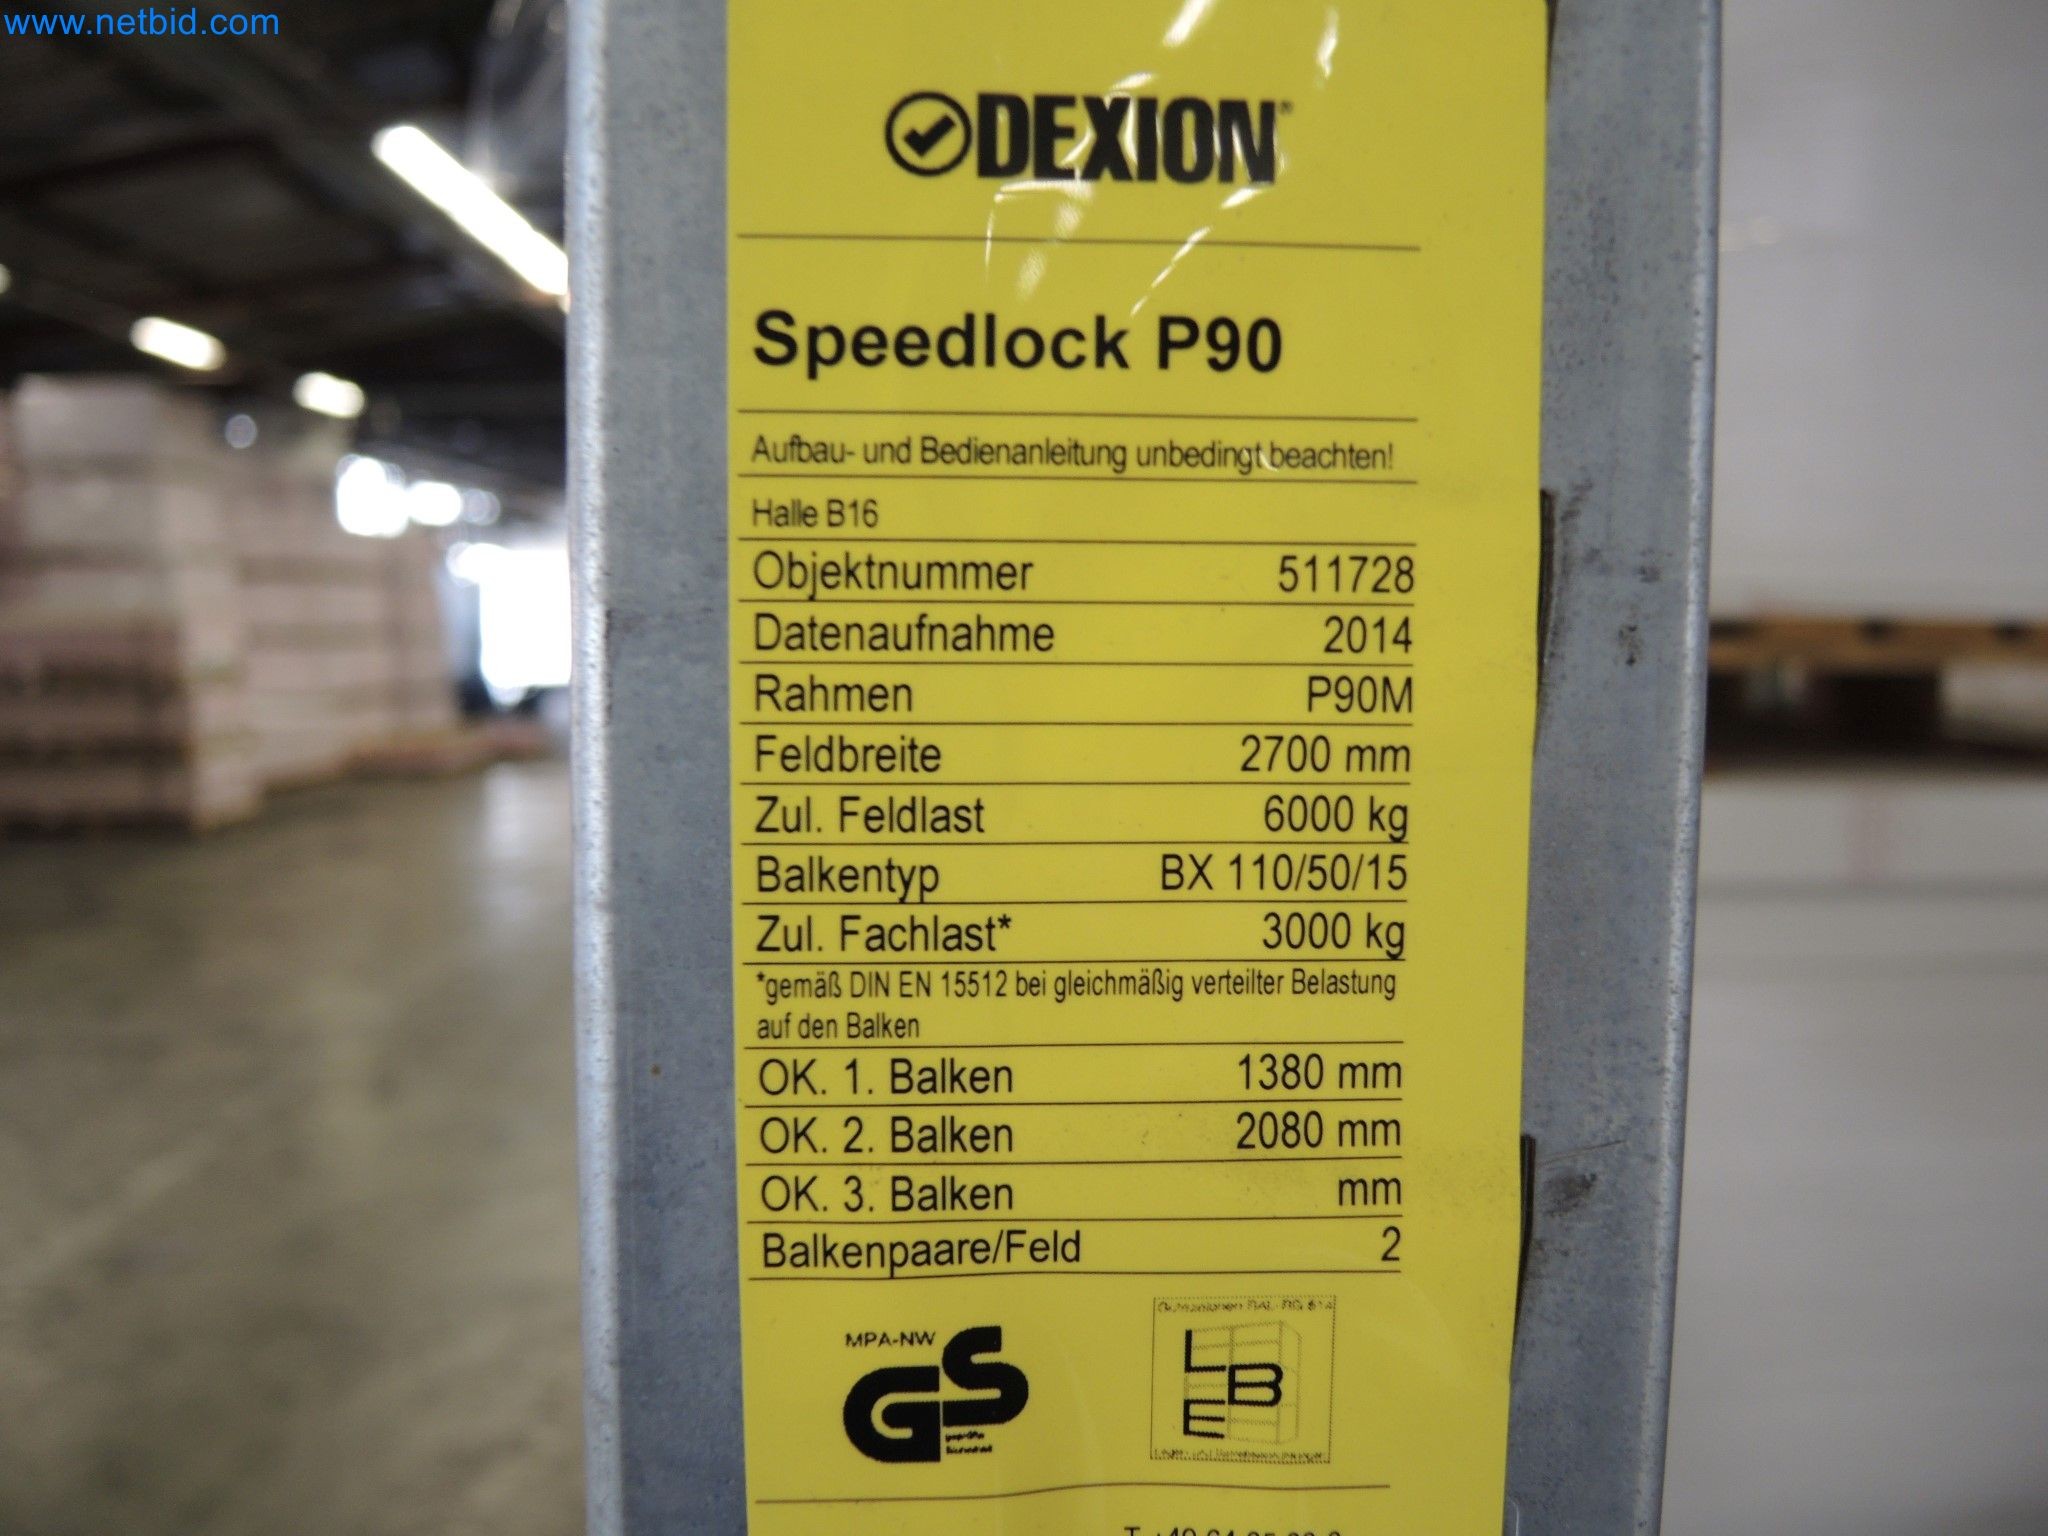 www.netbid.com
DEXION
Speedlock P90
Aufbau- und Bedienanleitung unbedingt beachten!
Halle B16
Objektnummer 511728
Datenaufnahme 2014
Rahmen P90M
Feldbreite 2700 mm
Zul. Feldlast 6000 kg
Balkentyp BX 110/50/15
Zul. Fachlast* 3000 kg
*gemäß DIN EN 15512 bei gleichmäßig verteilter Belastung
auf den Balken
OK. 1. Balken 1380 mm
OK. 2. Balken 2080 mm
OK. 3. Balken mm
Balkenpaare/Feld 2
MPA-NW
GS
geprüfte
Sicherheit
L
B
E